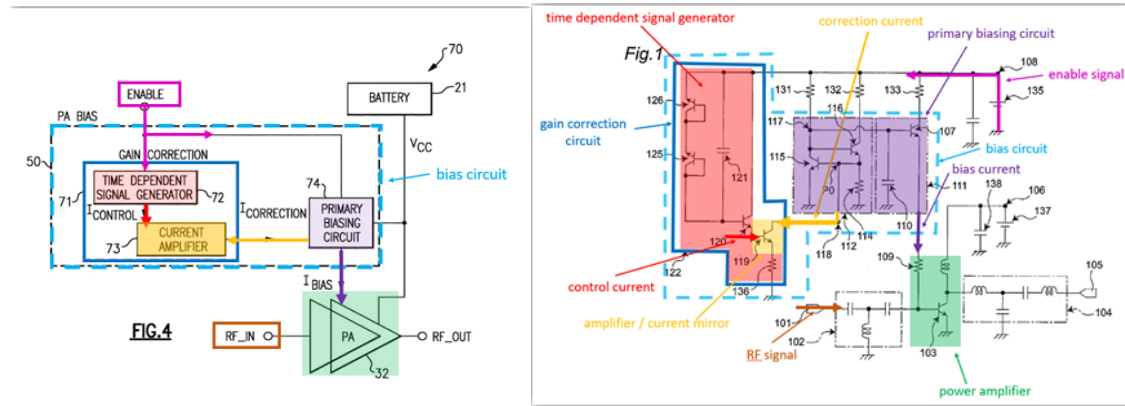 70
ENABLE
BATTERY
21
PA BIAS
50
VCC
GAIN CORRECTION
bias circuit
71
TIME DEPENDENT
SIGNAL GENERATOR
72
74
ICONTROL
ICORRECTION
PRIMARY
BIASING
CIRCUIT
73
CURRENT
AMPLIFIER
IBIAS
FIG.4
RF_IN
PA
RF_OUT
32
time dependent signal generator
correction current
primary biasing circuit
Fig.1
108
enable signal
131
132
133
135
126
116
117
107
gain correction
circuit
125
115
121
bias circuit
P0
bias current
111
138
106
137
120
114
112
110
118
119
122
136
109
control current
105
101
amplifier / current mirror
102
103
104
RF signal
power amplifier